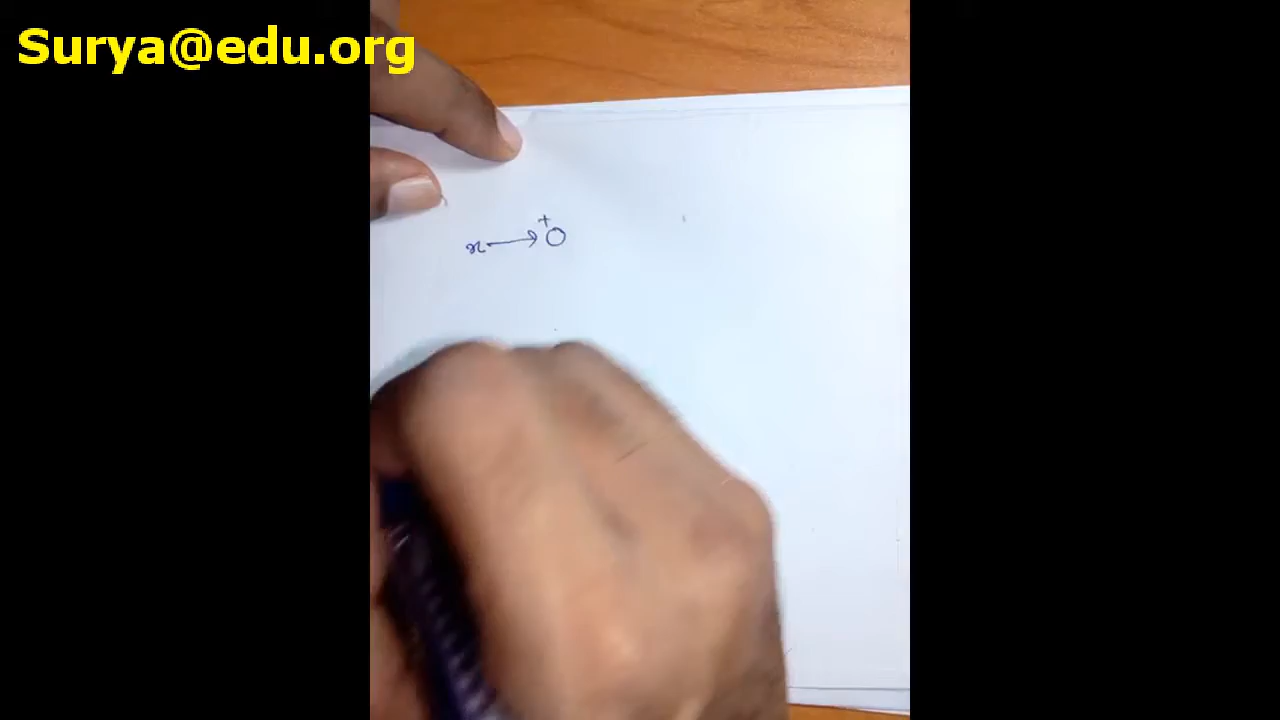 Surya@edu.org
x → + O